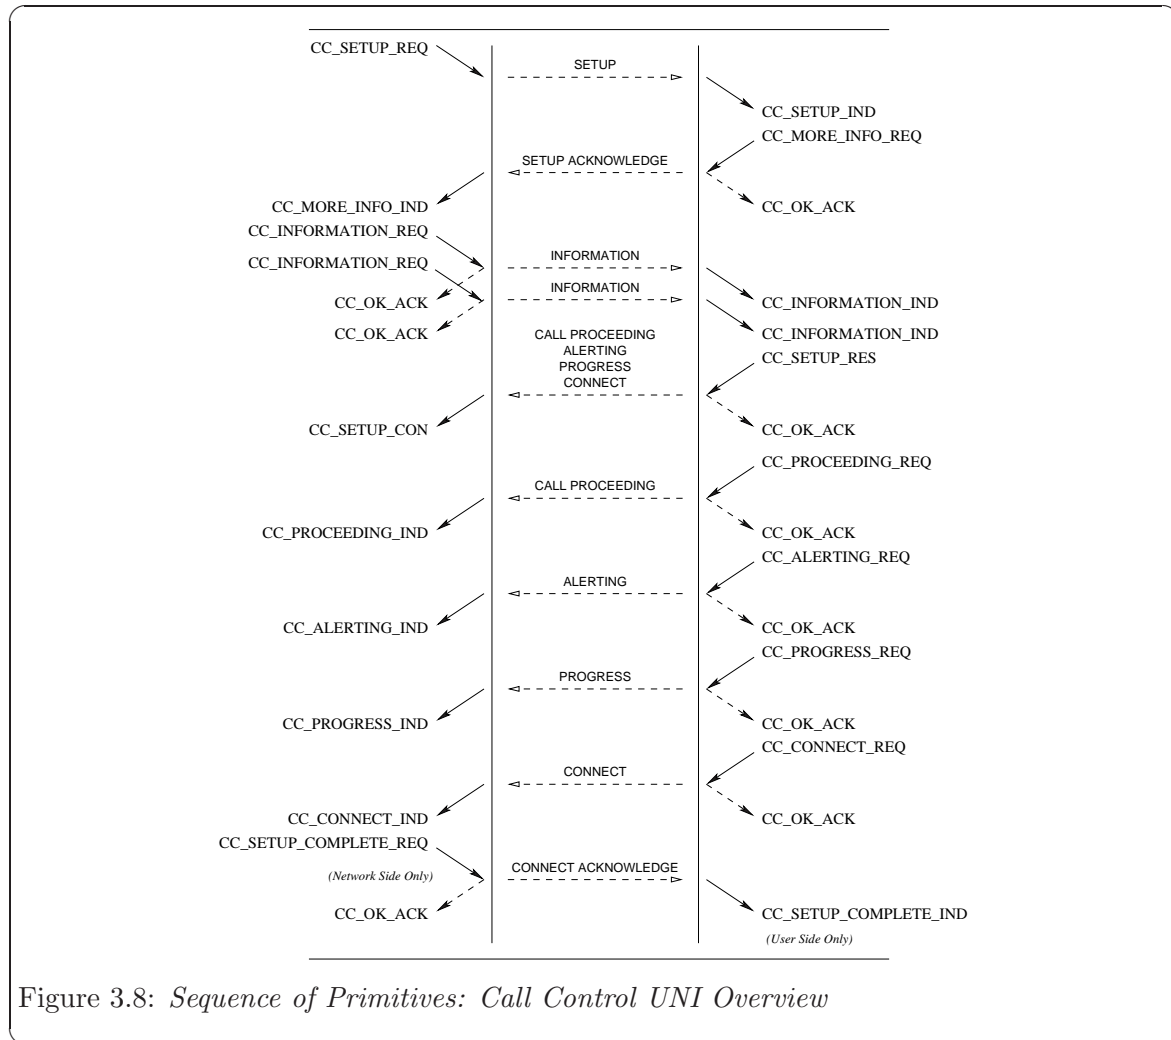 CC_SETUP_REQ
SETUP
CC_SETUP_IND
CC_MORE_INFO_REQ
SETUP ACKNOWLEDGE
CC_MORE_INFO_IND
CC_OK_ACK
CC_INFORMATION_REQ
INFORMATION
CC_INFORMATION_REQ
INFORMATION
CC_OK_ACK
CC_INFORMATION_IND
CC_OK_ACK
CC_INFORMATION_IND
CALL PROCEEDING
ALERTING
PROGRESS
CONNECT
CC_SETUP_RES
CC_SETUP_CON
CC_OK_ACK
CC_PROCEEDING_REQ
CALL PROCEEDING
CC_PROCEEDING_IND
CC_OK_ACK
CC_ALERTING_REQ
ALERTING
CC_ALERTING_IND
CC_OK_ACK
CC_PROGRESS_REQ
PROGRESS
CC_PROGRESS_IND
CC_OK_ACK
CC_CONNECT_REQ
CONNECT
CC_CONNECT_IND
CC_OK_ACK
CC_SETUP_COMPLETE_REQ
CONNECT ACKNOWLEDGE
(Network Side Only)
CC_OK_ACK
CC_SETUP_COMPLETE_IND
(User Side Only)
Figure 3.8: Sequence of Primitives: Call Control UNI Overview